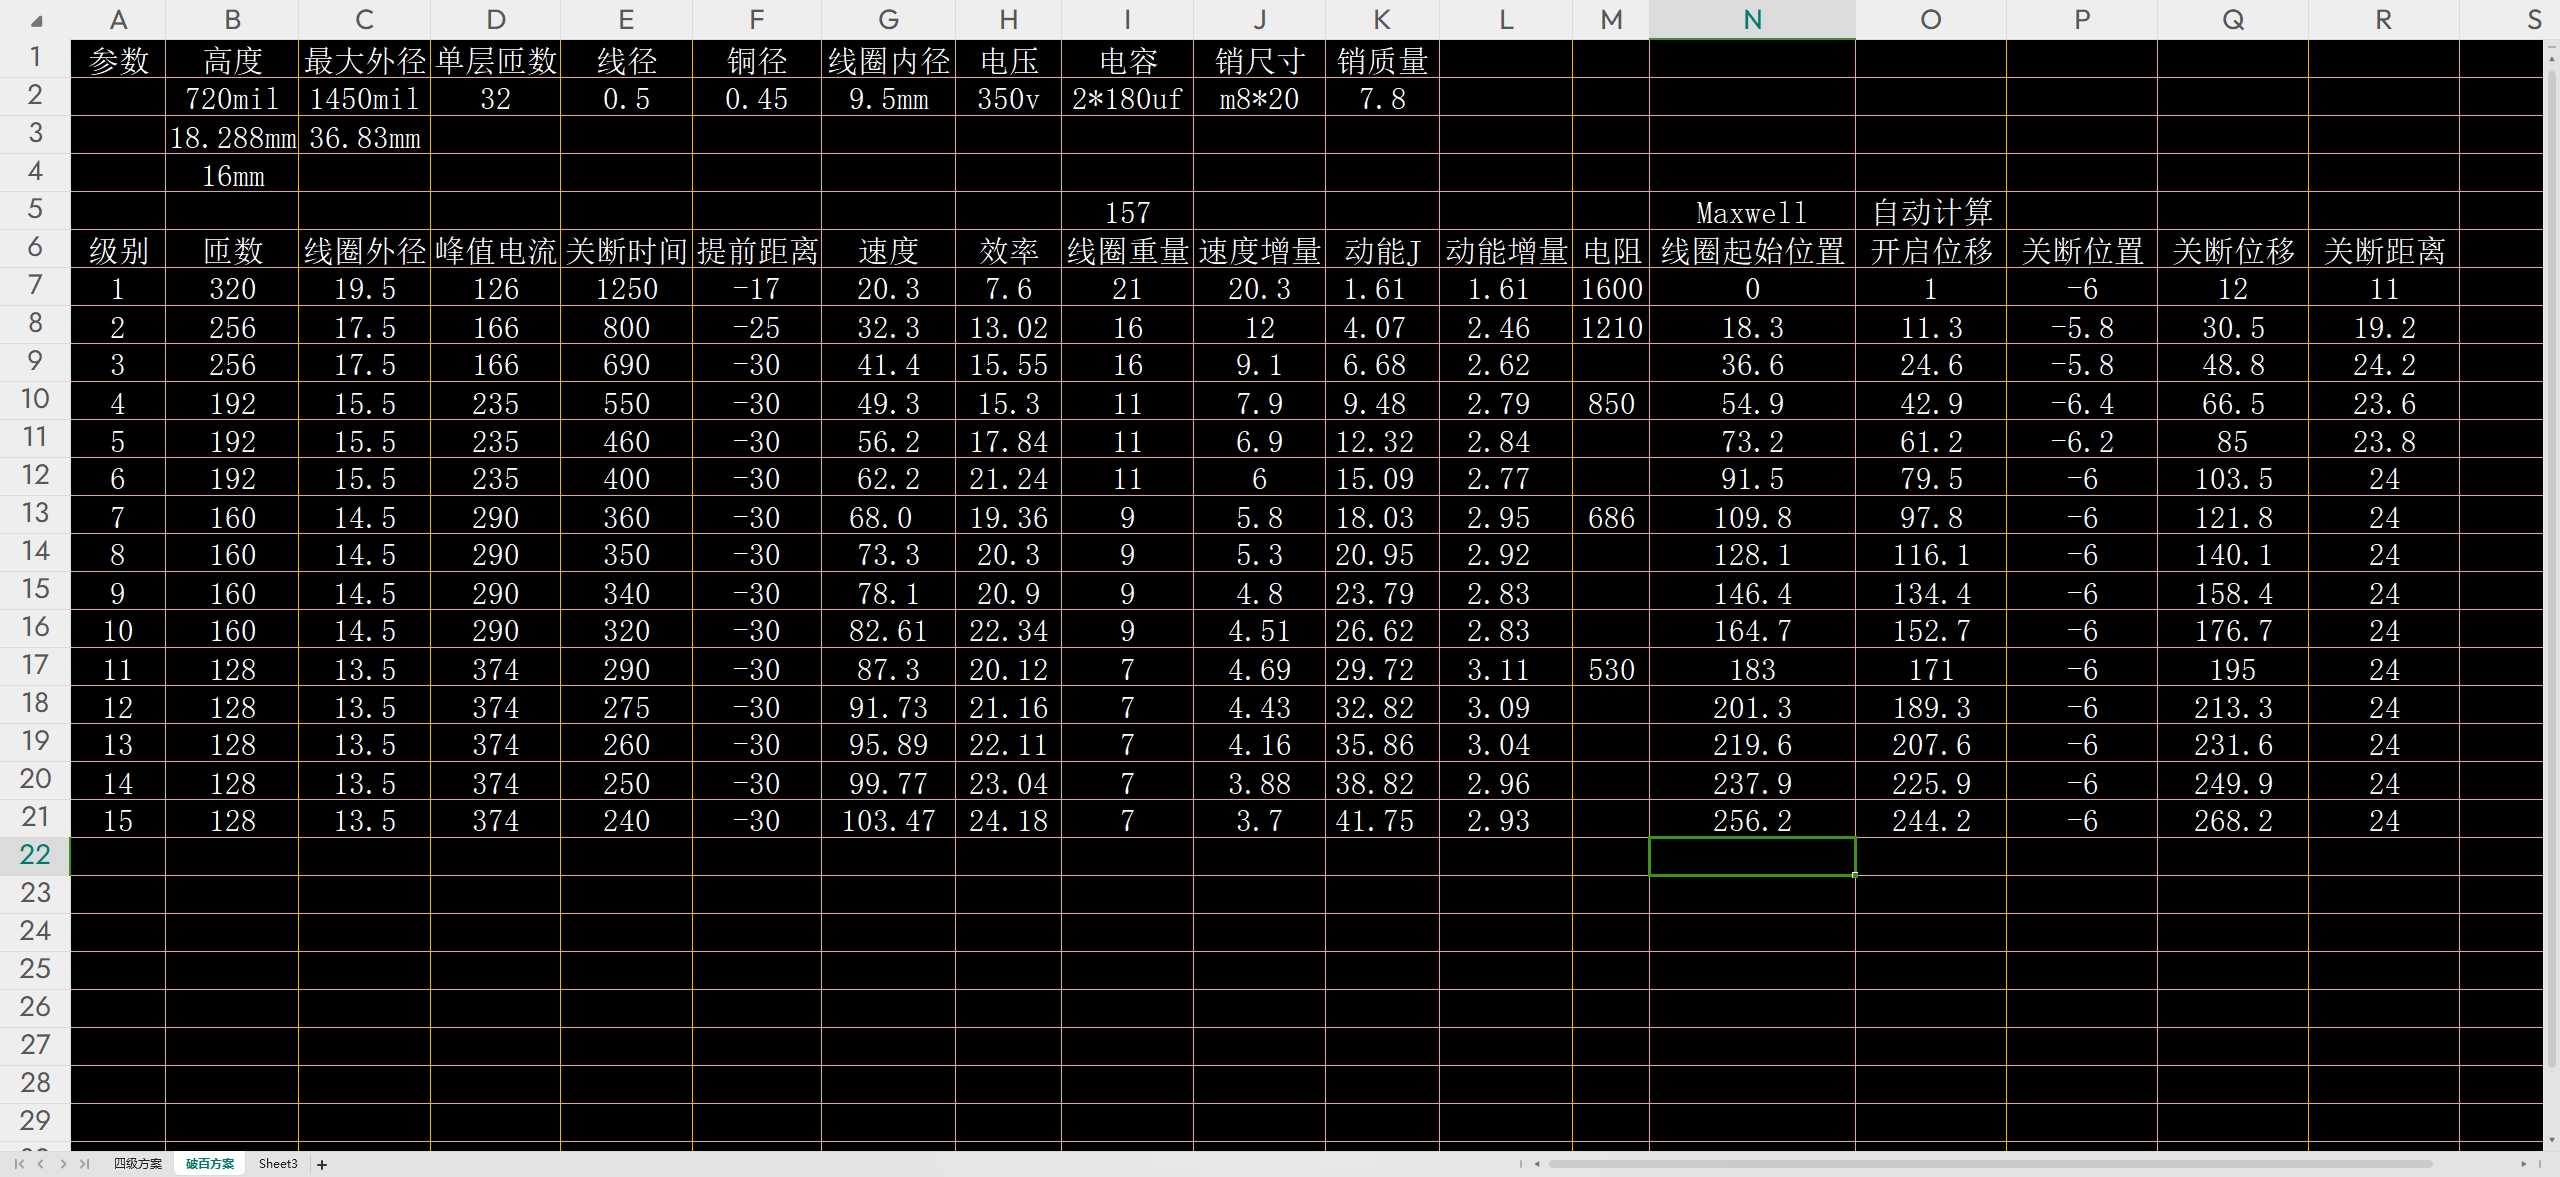 A B C D E F G H I J K L M N O P Q R S
1 参数 高度 最大外径 单层匝数 线径 铜径 线圈内径 电压 电容 销尺寸 销质量
2 720mil 1450mil 32 0.5 0.45 9.5mm 350v 2*180uf m8*20 7.8
3 18.288mm 36.83mm
4 16mm
5 157 Maxwell 自动计算
6 级别 匝数 线圈外径 峰值电流 关断时间 提前距离 速度 效率 线圈重量 速度增量 动能J 动能增量 电阻 线圈起始位置 开启位移 关断位置 关断位移 关断距离
7 1 320 19.5 126 1250 -17 20.3 7.6 21 20.3 1.61 1.61 1600 0 1 -6 12 11
8 2 256 17.5 166 800 -25 32.3 13.02 16 12 4.07 2.46 1210 18.3 11.3 -5.8 30.5 19.2
9 3 256 17.5 166 690 -30 41.4 15.55 16 9.1 6.68 2.62 36.6 24.6 -5.8 48.8 24.2
10 4 192 15.5 235 550 -30 49.3 15.3 11 7.9 9.48 2.79 850 54.9 42.9 -6.4 66.5 23.6
11 5 192 15.5 235 460 -30 56.2 17.84 11 6.9 12.32 2.84 73.2 61.2 -6.2 85 23.8
12 6 192 15.5 235 400 -30 62.2 21.24 11 6 15.09 2.77 91.5 79.5 -6 103.5 24
13 7 160 14.5 290 360 -30 68.0 19.36 9 5.8 18.03 2.95 686 109.8 97.8 -6 121.8 24
14 8 160 14.5 290 350 -30 73.3 20.3 9 5.3 20.95 2.92 128.1 116.1 -6 140.1 24
15 9 160 14.5 290 340 -30 78.1 20.9 9 4.8 23.79 2.83 146.4 134.4 -6 158.4 24
16 10 160 14.5 290 320 -30 82.61 22.34 9 4.51 26.62 2.83 164.7 152.7 -6 176.7 24
17 11 128 13.5 374 290 -30 87.3 20.12 7 4.69 29.72 3.11 530 183 171 -6 195 24
18 12 128 13.5 374 275 -30 91.73 21.16 7 4.43 32.82 3.09 201.3 189.3 -6 213.3 24
19 13 128 13.5 374 260 -30 95.89 22.11 7 4.16 35.86 3.04 219.6 207.6 -6 231.6 24
20 14 128 13.5 374 250 -30 99.77 23.04 7 3.88 38.82 2.96 237.9 225.9 -6 249.9 24
21 15 128 13.5 374 240 -30 103.47 24.18 7 3.7 41.75 2.93 256.2 244.2 -6 268.2 24
22
23
24
25
26
27
28
29
四级方案 破百方案 Sheet3 +